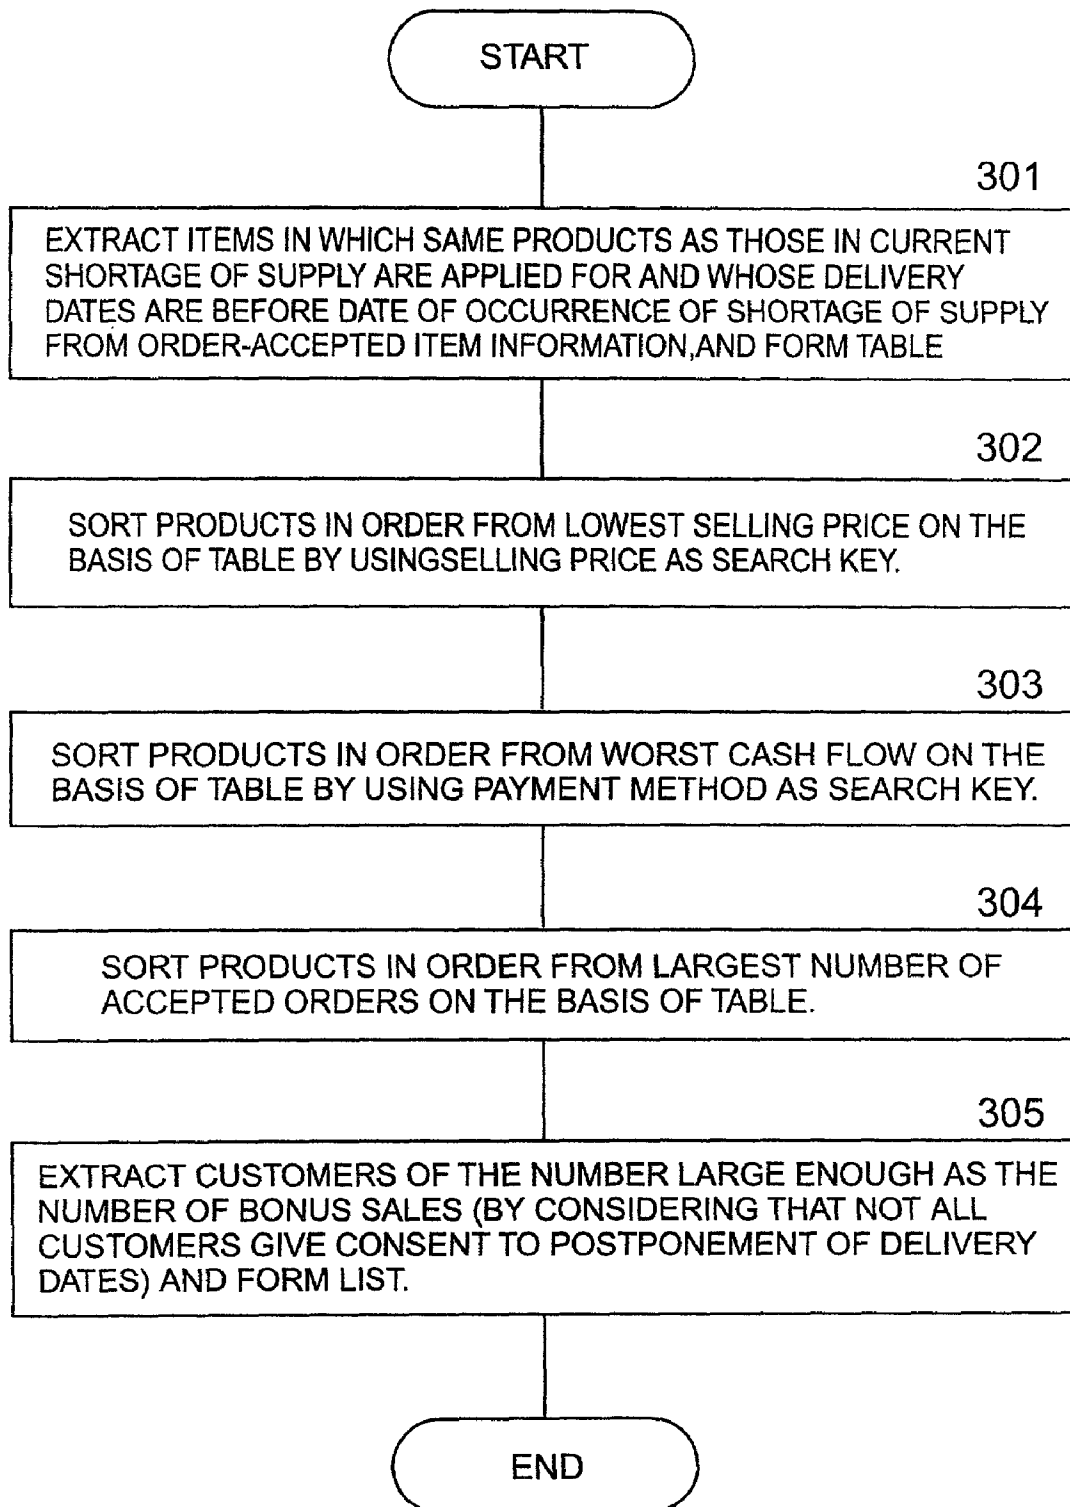 START
301
EXTRACT ITEMS IN WHICH SAME PRODUCTS AS THOSE IN CURRENT
SHORTAGE OF SUPPLY ARE APPLIED FOR AND WHOSE DELIVERY
DATES ARE BEFORE DATE OF OCCURRENCE OF SHORTAGE OF SUPPLY
FROM ORDER-ACCEPTED ITEM INFORMATION,AND FORM TABLE
302
SORT PRODUCTS IN ORDER FROM LOWEST SELLING PRICE ON THE
BASIS OF TABLE BY USINGSELLING PRICE AS SEARCH KEY.
303
SORT PRODUCTS IN ORDER FROM WORST CASH FLOW ON THE
BASIS OF TABLE BY USING PAYMENT METHOD AS SEARCH KEY.
304
SORT PRODUCTS IN ORDER FROM LARGEST NUMBER OF
ACCEPTED ORDERS ON THE BASIS OF TABLE.
305
EXTRACT CUSTOMERS OF THE NUMBER LARGE ENOUGH AS THE
NUMBER OF BONUS SALES (BY CONSIDERING THAT NOT ALL
CUSTOMERS GIVE CONSENT TO POSTPONEMENT OF DELIVERY
DATES) AND FORM LIST.
END